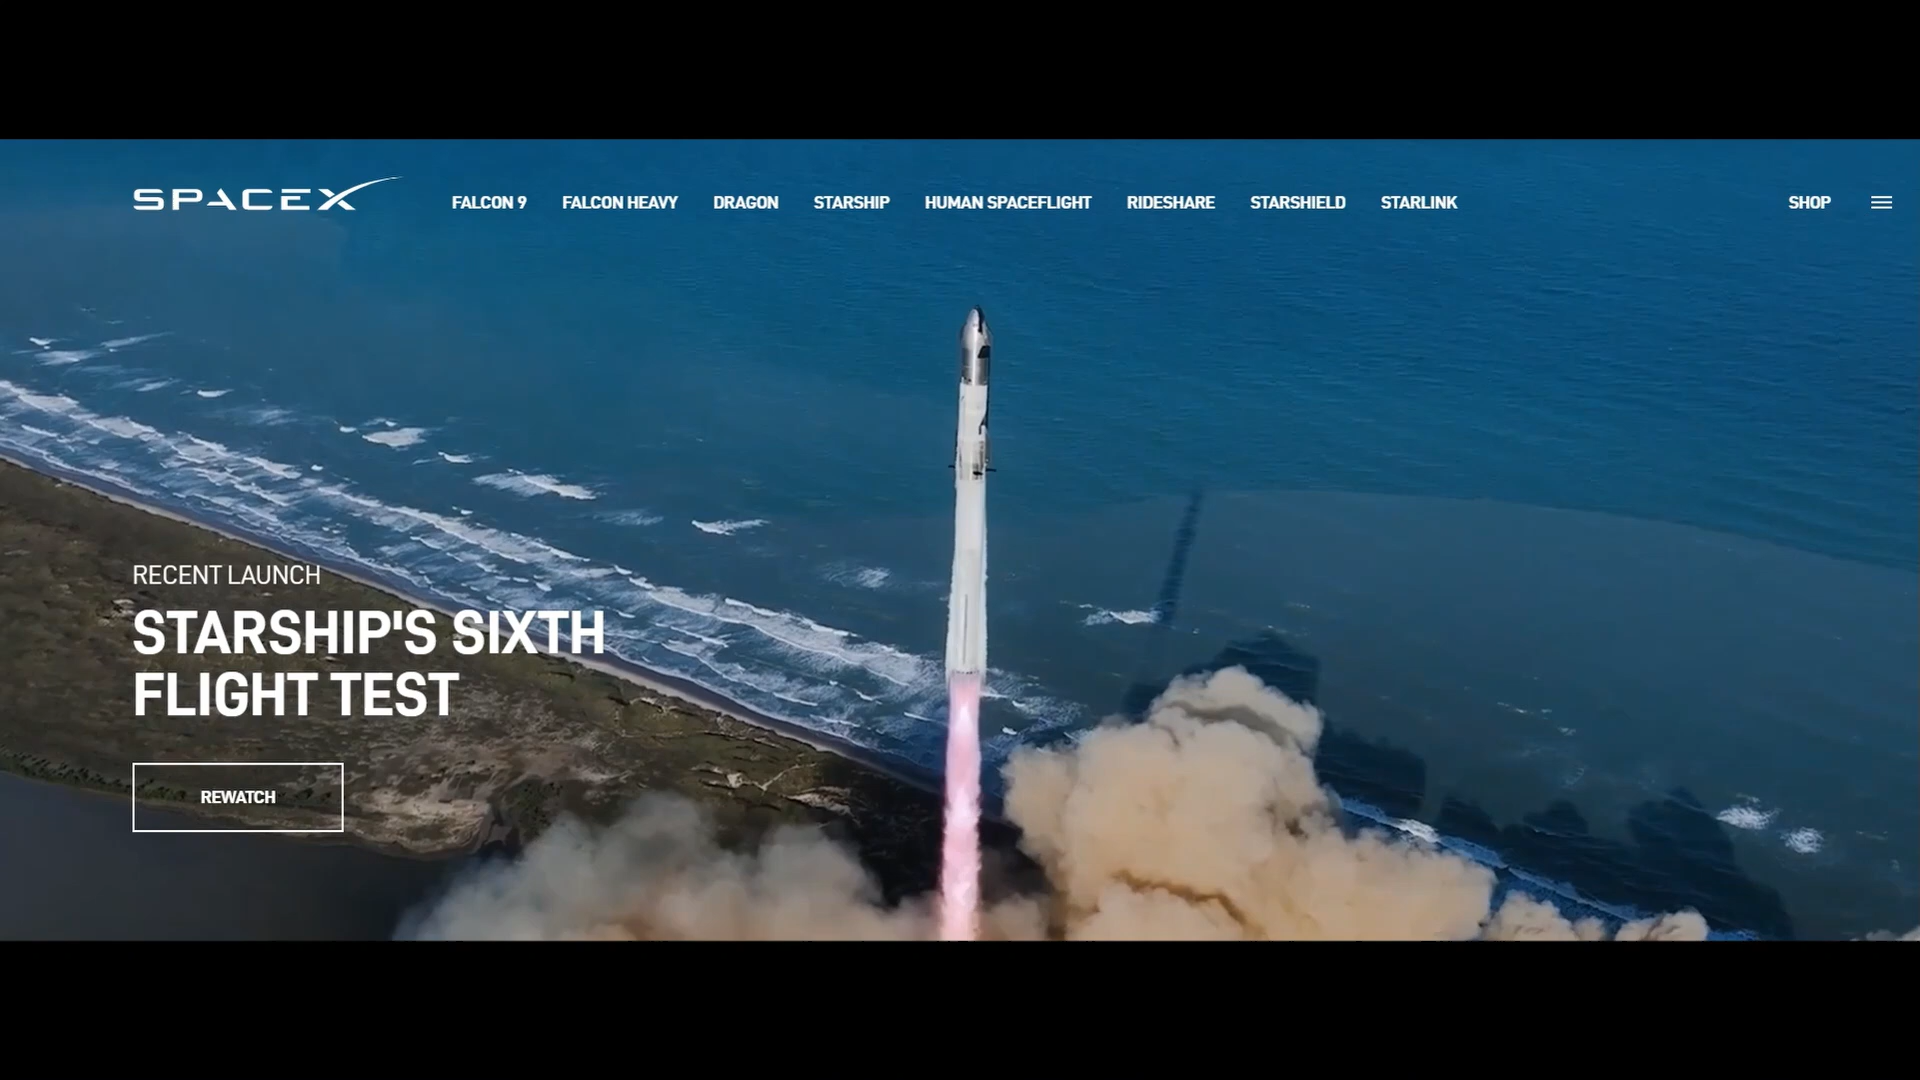 SPACEX
FALCON 9 FALCON HEAVY DRAGON STARSHIP HUMAN SPACEFLIGHT RIDESHARE STARSHIELD STARLINK SHOP
RECENT LAUNCH
STARSHIP'S SIXTH
FLIGHT TEST
REWATCH